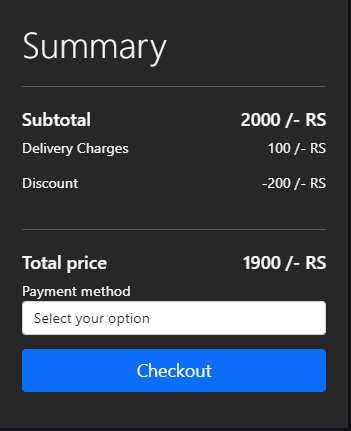 Summary
Subtotal 2000 /- RS
Delivery Charges 100 /- RS
Discount -200 /- RS
Total price 1900 /- RS
Payment method
Select your option
Checkout